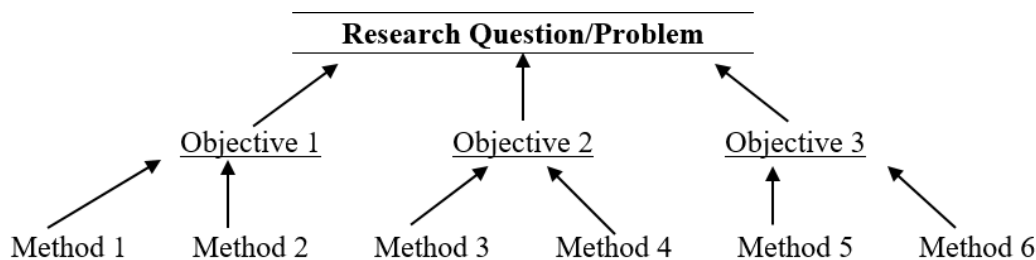 Research Question/Problem
Objective 1 Objective 2 Objective 3
Method 1 Method 2 Method 3 Method 4 Method 5 Method 6